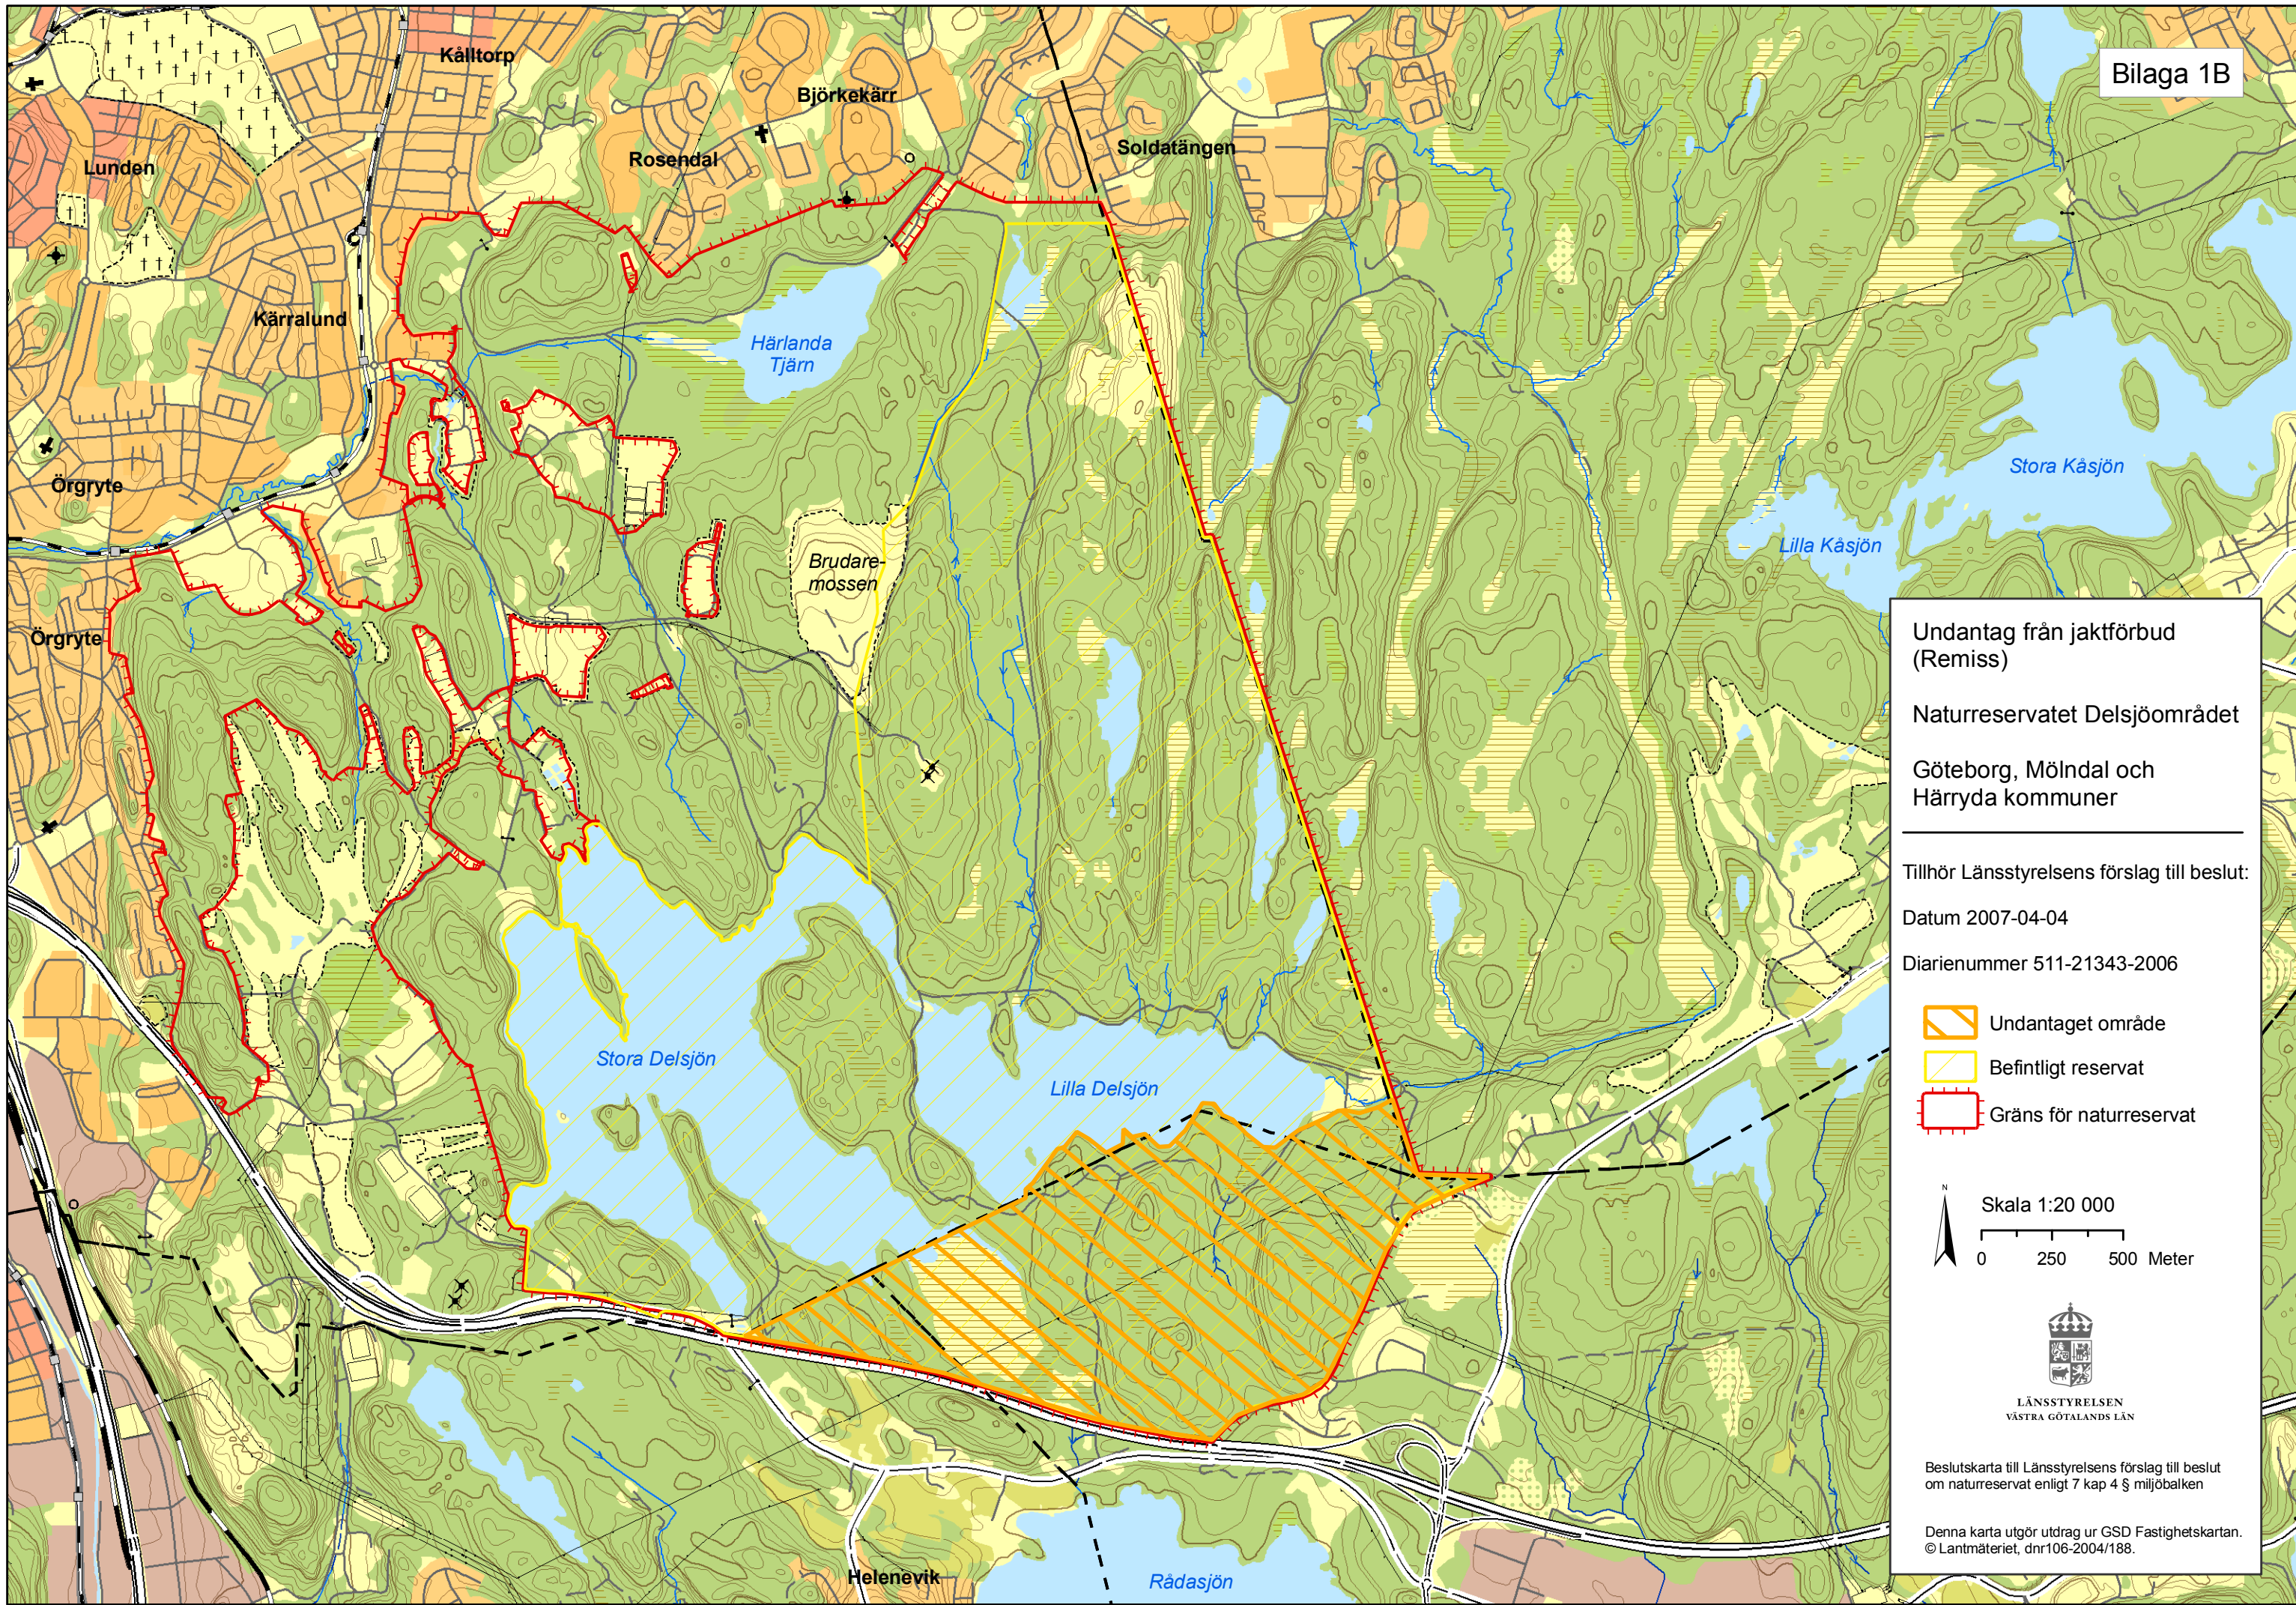 Bilaga 1B
Kålltorp
Björkekärr
Soldatängen
Rosendal
Lunden
Kärralund
Härlanda
Tjärn
Örgryte
Stora Kåsjön
Lilla Kåsjön
Brudare-
mossen
Örgryte
Stora Delsjön
Lilla Delsjön
Helenevik
Rådasjön
Undantag från jaktförbud
(Remiss)
Naturreservatet Delsjöområdet
Göteborg, Mölndal och
Härryda kommuner
Tillhör Länsstyrelsens förslag till beslut:
Datum 2007-04-04
Diarienummer 511-21343-2006
Undantaget område
Befintligt reservat
Gräns för naturreservat
N
Skala 1:20 000
0 250 500 Meter
LÄNSSTYRELSEN
VÄSTRA GÖTALANDS LÄN
Beslutskarta till Länsstyrelsens förslag till beslut
om naturreservat enligt 7 kap 4 § miljöbalken
Denna karta utgör utdrag ur GSD Fastighetskartan.
© Lantmäteriet, dnr106-2004/188.